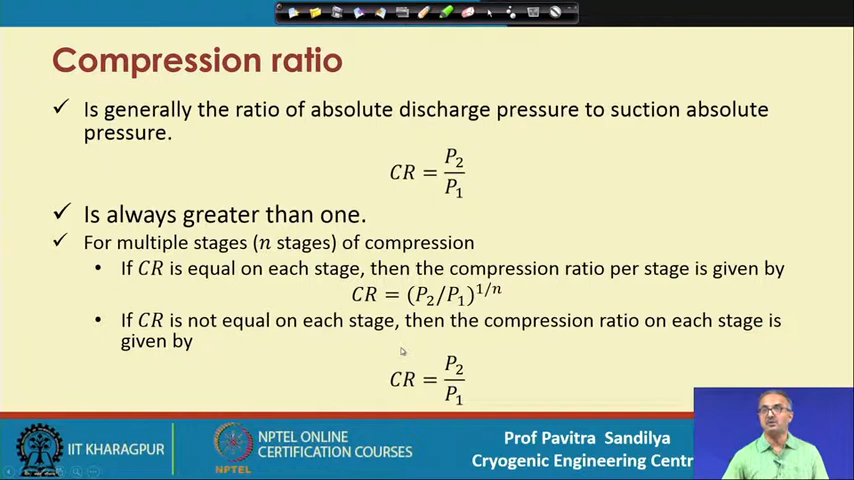 Compression ratio
✓ Is generally the ratio of absolute discharge pressure to suction absolute
pressure.
CR = P₂/P₁
✓ Is always greater than one.
✓ For multiple stages (n stages) of compression
• If CR is equal on each stage, then the compression ratio per stage is given by
CR = (P₂/P₁)^{1/n}
• If CR is not equal on each stage, then the compression ratio on each stage is
given by
CR = P₂/P₁
IIT KHARAGPUR
NPTEL
NPTEL ONLINE
CERTIFICATION COURSES
Prof Pavitra Sandilya
Cryogenic Engineering Centr